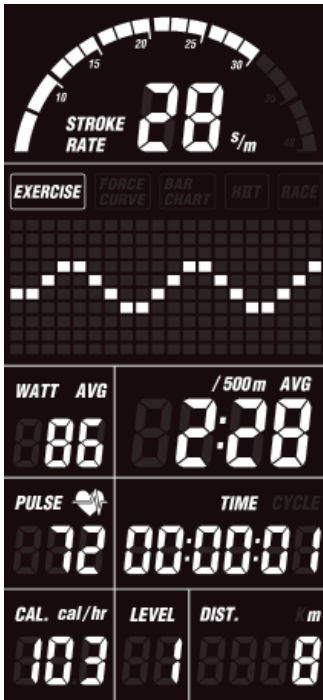 20 25
15 30
10 35
STROKE RATE 28 s/m
40
EXERCISE FORCE CURVE BAR CHART HIIT RACE
WATT AVG
86
/ 500m AVG
2:28
PULSE
72
TIME CYCLE
00:00:01
CAL. cal/hr
103
LEVEL
1
DIST. Km
8